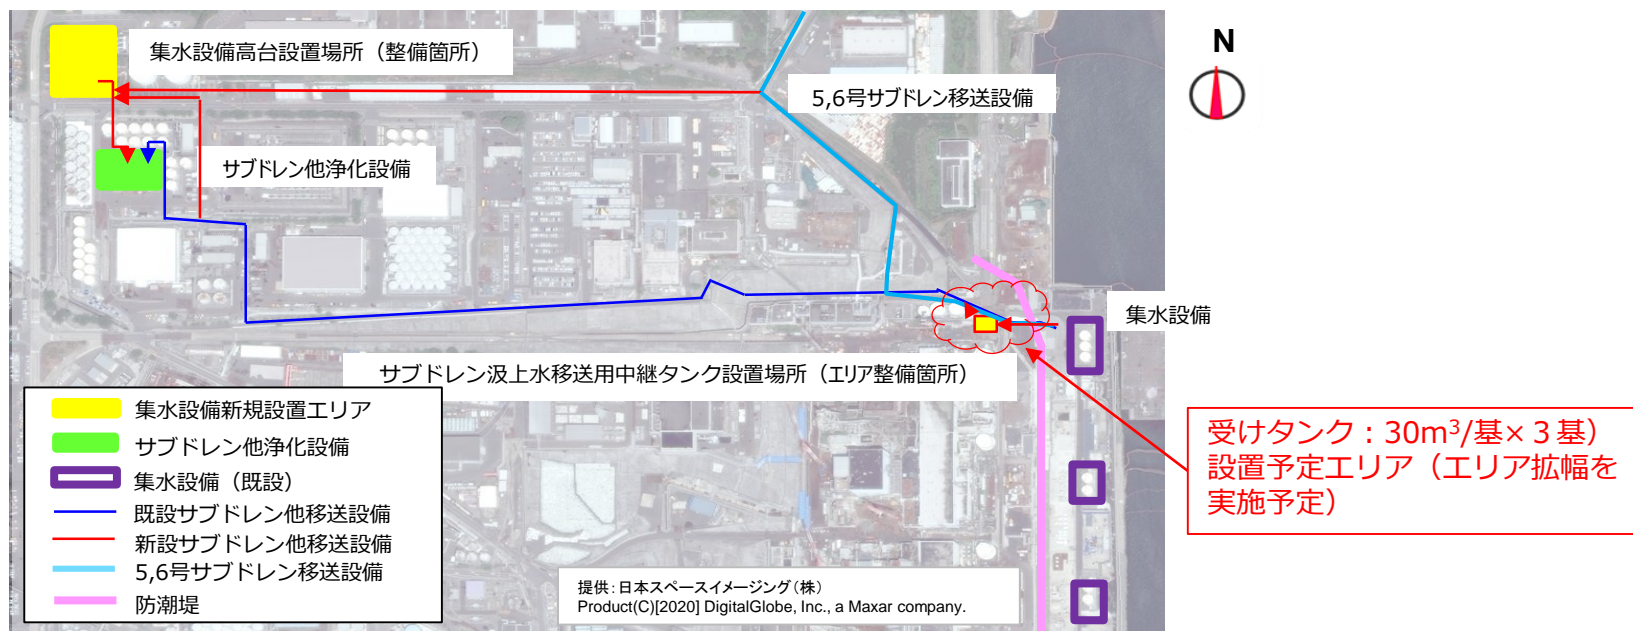 集水設備高台設置場所（整備箇所）
N
5,6号サブドレン移送設備
サブドレン他浄化設備
集水設備
サブドレン汲上水移送用中継タンク設置場所（エリア整備箇所）
集水設備新規設置エリア
サブドレン他浄化設備
集水設備（既設）
既設サブドレン他移送設備
新設サブドレン他移送設備
5,6号サブドレン移送設備
防潮堤
受けタンク：30m³/基×３基）
設置予定エリア（エリア拡幅を
実施予定）
提供：日本スペースイメージング（株）
Product(C)[2020] DigitalGlobe, Inc., a Maxar company.